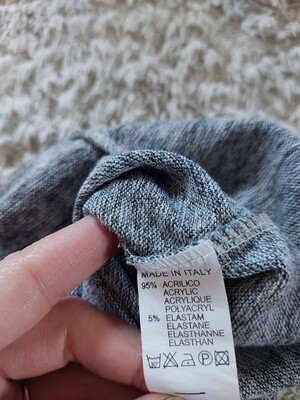 MADE IN ITALY
95% ACRILICO
ACRYLIC
ACRYLIQUE
POLYACRYL
5% ELASTAM
ELASTANE
ELASTHANNE
ELASTHAN